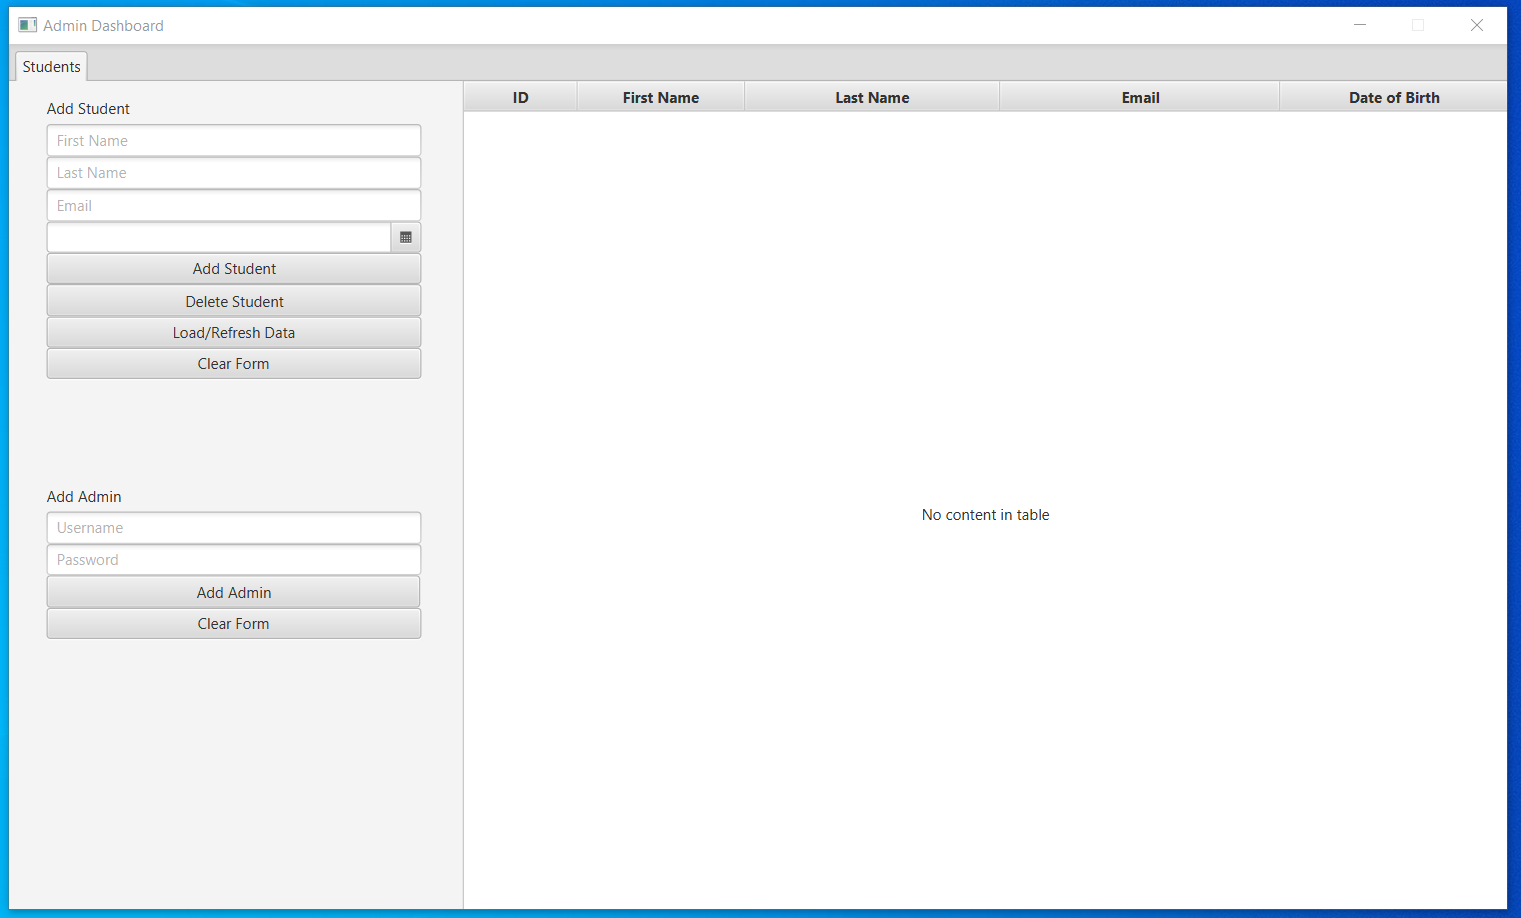 Admin Dashboard
Students
Add Student
First Name
Last Name
Email
Add Student
Delete Student
Load/Refresh Data
Clear Form
Add Admin
Username
Password
Add Admin
Clear Form
ID First Name Last Name Email Date of Birth
No content in table